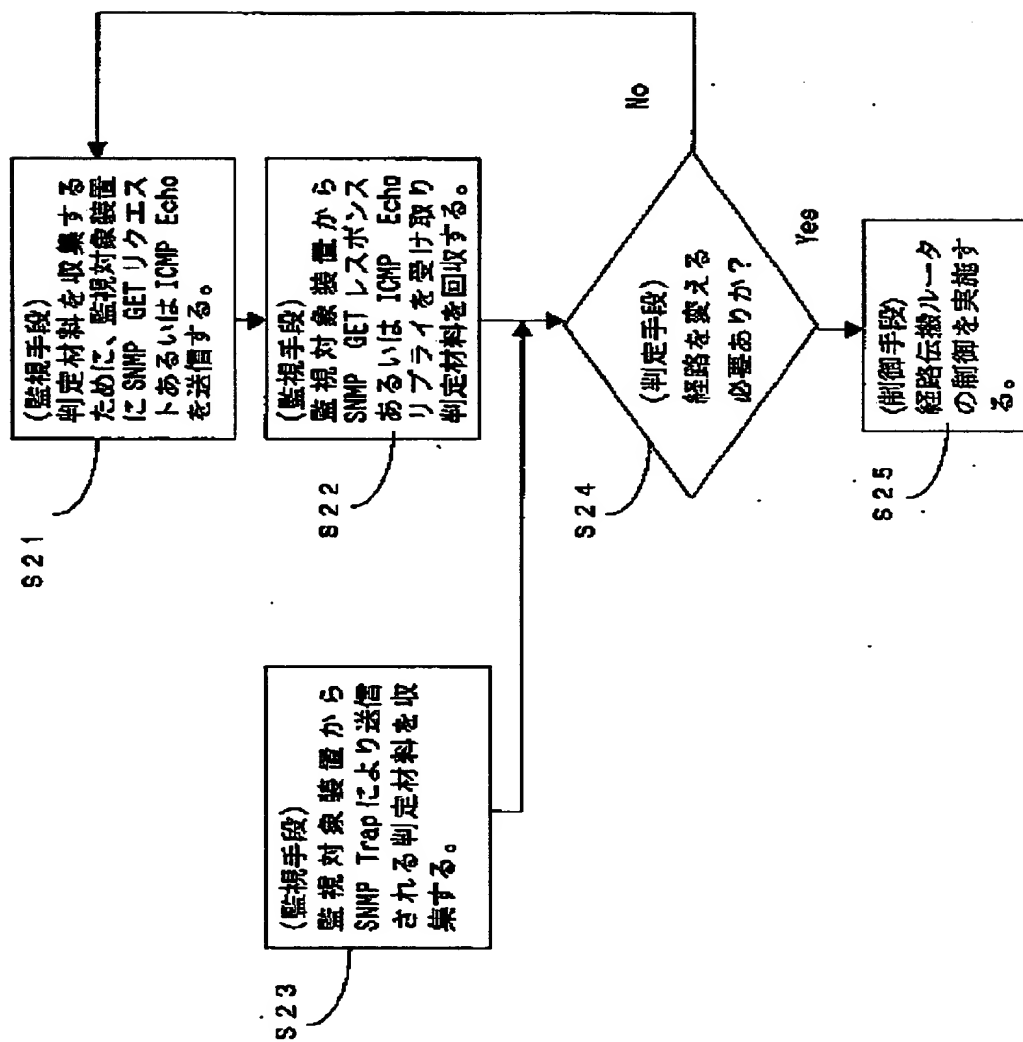 S21
(監視手段)
判定材料を収集する
ために、監視対象装置
にSNMP GETリクエス
トあるいはICMP Echo
を送信する。
S22
(監視手段)
監視対象装置から
SNMP GETレスポンス
あるいは ICMP Echo
リプライを受け取り
判定材料を回収する。
S23
(監視手段)
監視対象装置から
SNMP Trapにより送信
される判定材料を収
集する。
S24
(判定手段)
経路を変える
必要ありか?
No
Yes
S25
(制御手段)
経路伝搬ルータ
の制御を実施す
る。